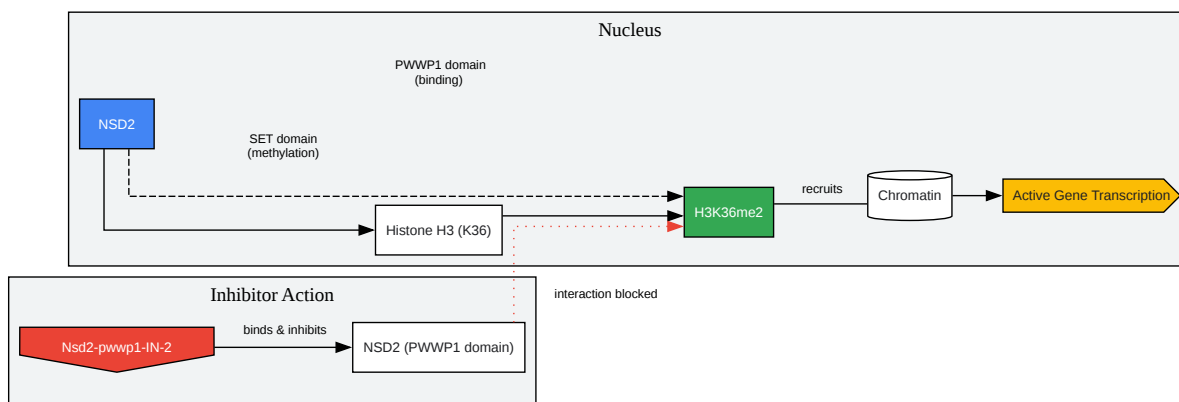 Nucleus
PWWP1 domain
(binding)
NSD2
SET domain
(methylation)
recruits
Chromatin
Active Gene Transcription
H3K36me2
Histone H3 (K36)
Inhibitor Action
interaction blocked
binds & inhibits
Nsd2-pwwp1-IN-2
NSD2 (PWWP1 domain)